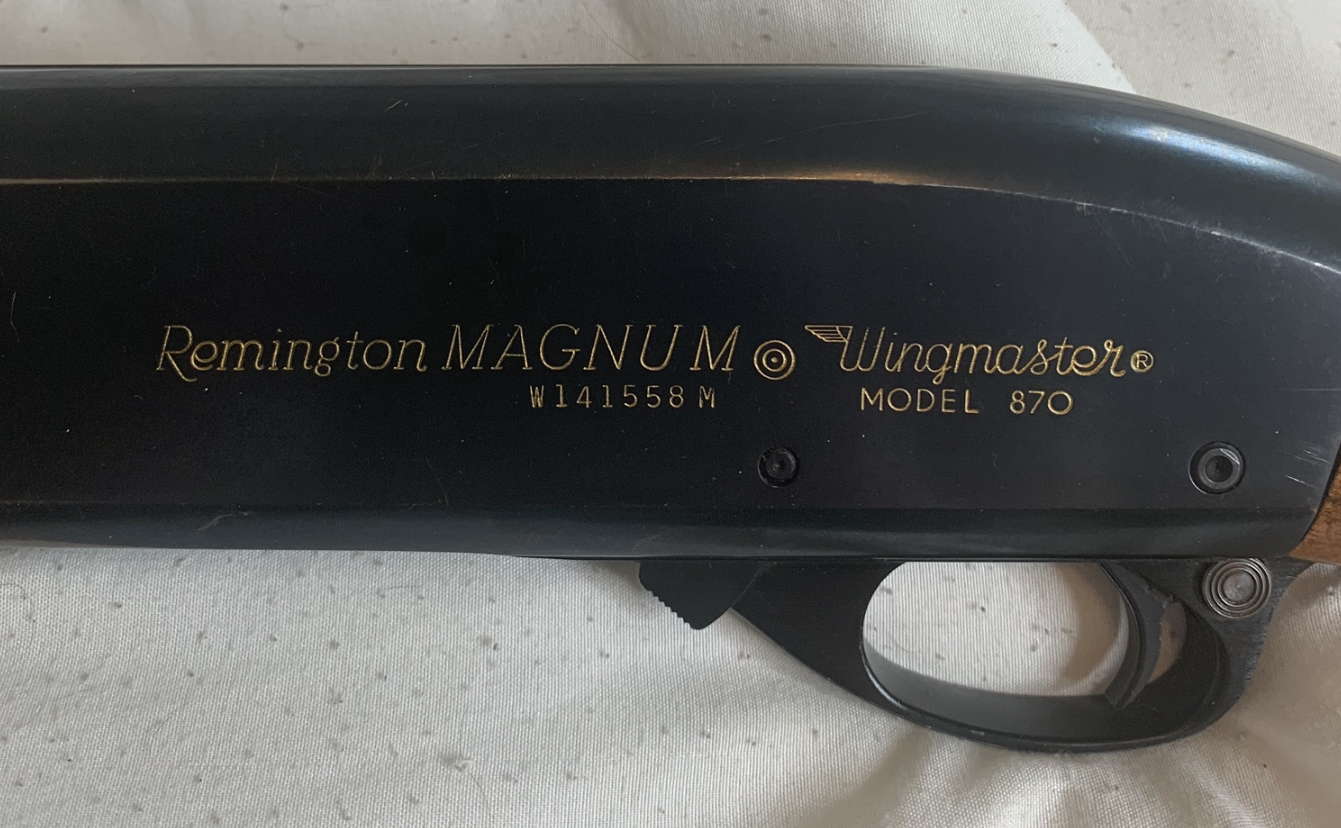 Remington MAGNUM Wingmaster®
W141558M MODEL 870